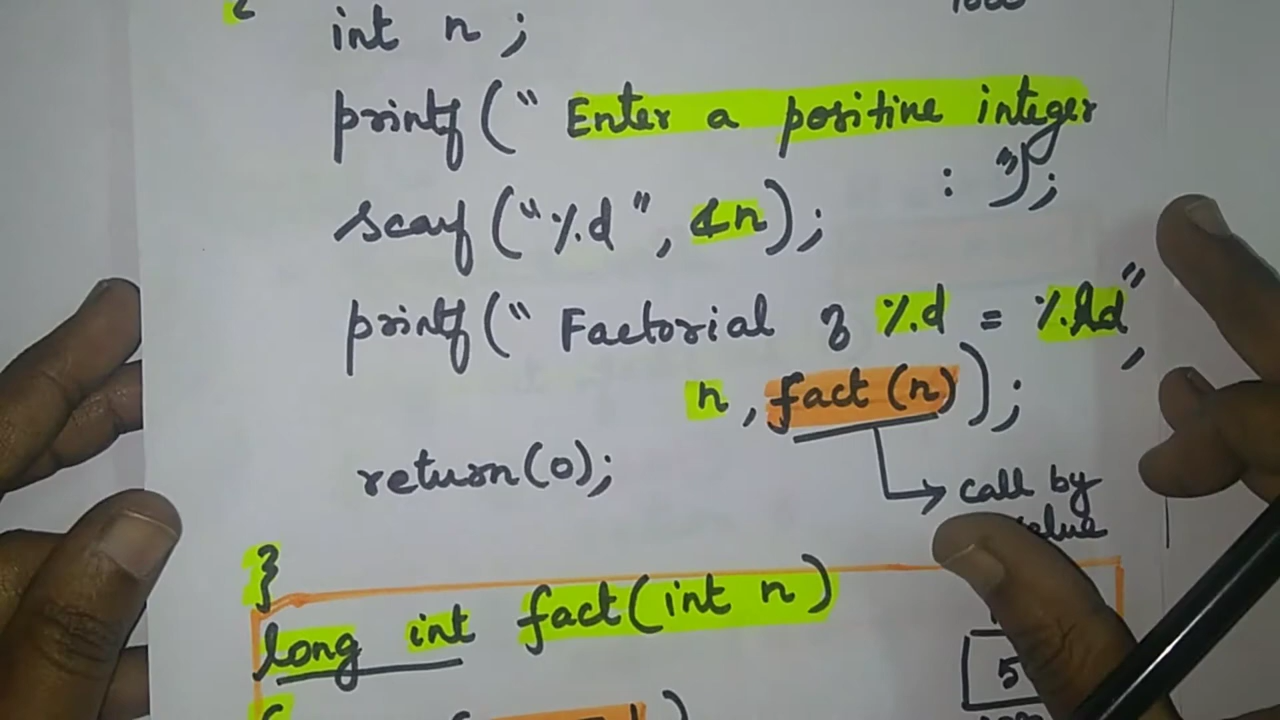 {
int n ;
printf (" Enter a positive integer
: ");
scanf ("%d", &n);
printf (" Factorial of %d = %ld",
n, fact (n));
return(0);
call by
value
}
long int fact(int n)
{
5